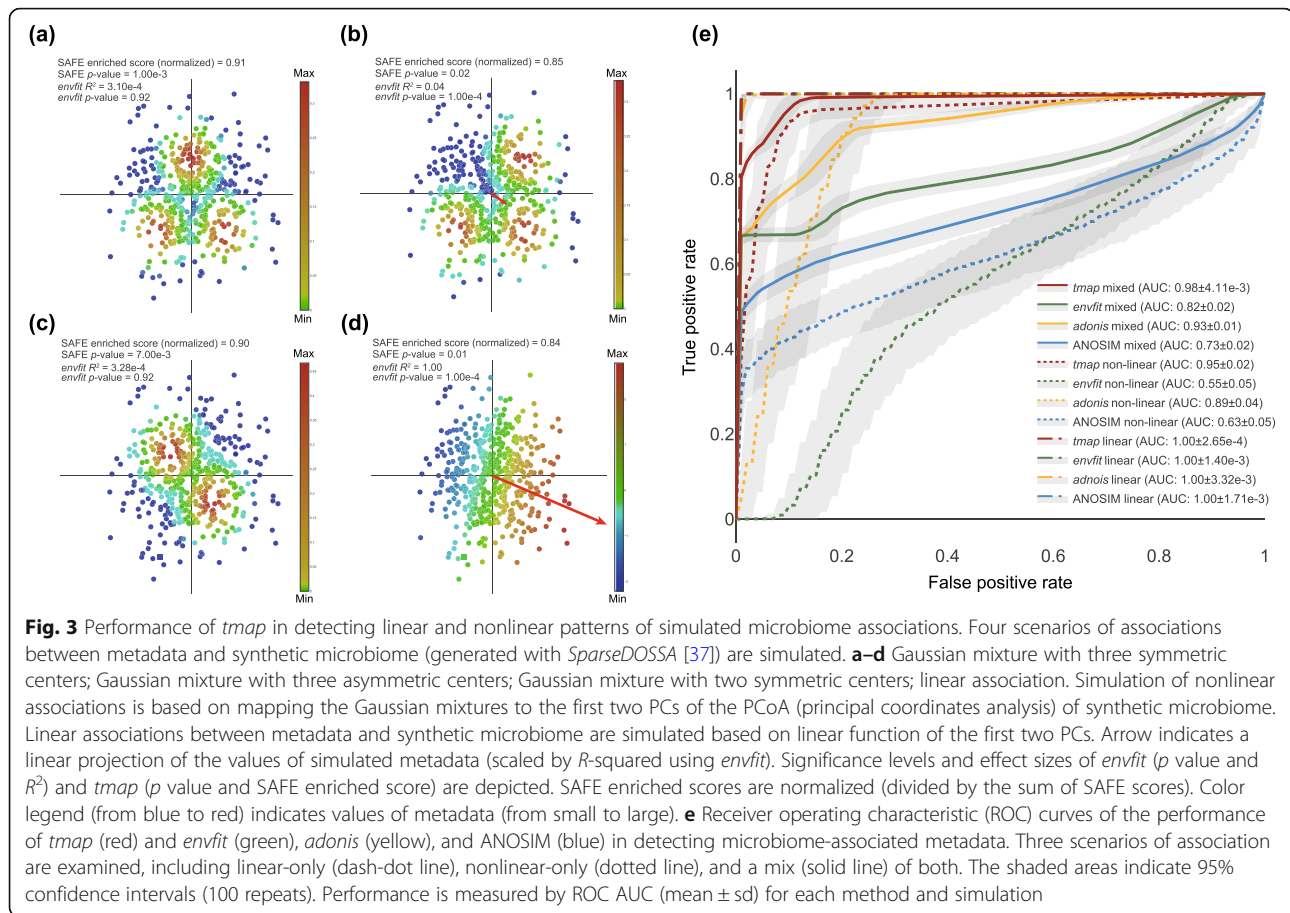 (a)
SAFE enriched score (normalized) = 0.91
SAFE p-value = 1.00e-3
envfit R² = 3.10e-4
envfit p-value = 0.92
Max
Min
(b)
SAFE enriched score (normalized) = 0.85
SAFE p-value = 0.02
envfit R² = 0.04
envfit p-value = 1.00e-4
Max
Min
(c)
SAFE enriched score (normalized) = 0.90
SAFE p-value = 7.00e-3
envfit R² = 3.28e-4
envfit p-value = 0.92
Max
Min
(d)
SAFE enriched score (normalized) = 0.84
SAFE p-value = 0.01
envfit R² = 1.00
envfit p-value = 1.00e-4
Max
Min
(e)
True positive rate
1
0.8
0.6
0.4
0.2
0
0 0.2 0.4 0.6 0.8 1
False positive rate
tmap mixed (AUC: 0.98±4.11e-3)
envfit mixed (AUC: 0.82±0.02)
adonis mixed (AUC: 0.93±0.01)
ANOSIM mixed (AUC: 0.73±0.02)
tmap non-linear (AUC: 0.95±0.02)
envfit non-linear (AUC: 0.55±0.05)
adonis non-linear (AUC: 0.89±0.04)
ANOSIM non-linear (AUC: 0.63±0.05)
tmap linear (AUC: 1.00±2.65e-4)
envfit linear (AUC: 1.00±1.40e-3)
adnois linear (AUC: 1.00±3.32e-3)
ANOSIM linear (AUC: 1.00±1.71e-3)
Fig. 3 Performance of tmap in detecting linear and nonlinear patterns of simulated microbiome associations. Four scenarios of associations
between metadata and synthetic microbiome (generated with SparseDOSSA [37]) are simulated. a–d Gaussian mixture with three symmetric
centers; Gaussian mixture with three asymmetric centers; Gaussian mixture with two symmetric centers; linear association. Simulation of nonlinear
associations is based on mapping the Gaussian mixtures to the first two PCs of the PCoA (principal coordinates analysis) of synthetic microbiome.
Linear associations between metadata and synthetic microbiome are simulated based on linear function of the first two PCs. Arrow indicates a
linear projection of the values of simulated metadata (scaled by R-squared using envfit). Significance levels and effect sizes of envfit (p value and
R²) and tmap (p value and SAFE enriched score) are depicted. SAFE enriched scores are normalized (divided by the sum of SAFE scores). Color
legend (from blue to red) indicates values of metadata (from small to large). e Receiver operating characteristic (ROC) curves of the performance
of tmap (red) and envfit (green), adonis (yellow), and ANOSIM (blue) in detecting microbiome-associated metadata. Three scenarios of association
are examined, including linear-only (dash-dot line), nonlinear-only (dotted line), and a mix (solid line) of both. The shaded areas indicate 95%
confidence intervals (100 repeats). Performance is measured by ROC AUC (mean ± sd) for each method and simulation